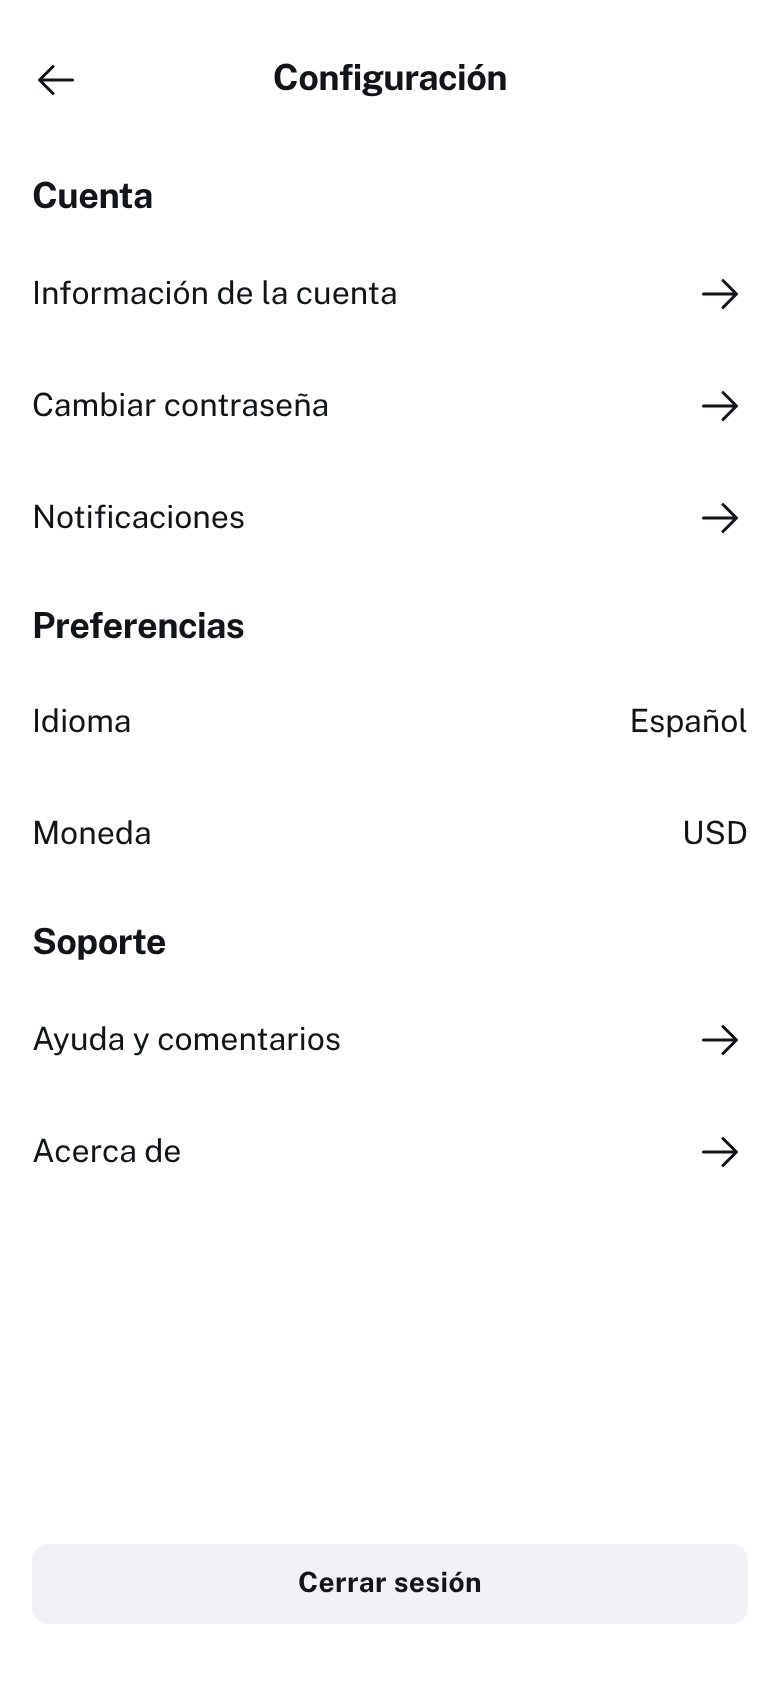 Configuración
Cuenta
Información de la cuenta
Cambiar contraseña
Notificaciones
Preferencias
Idioma Español
Moneda USD
Soporte
Ayuda y comentarios
Acerca de
Cerrar sesión